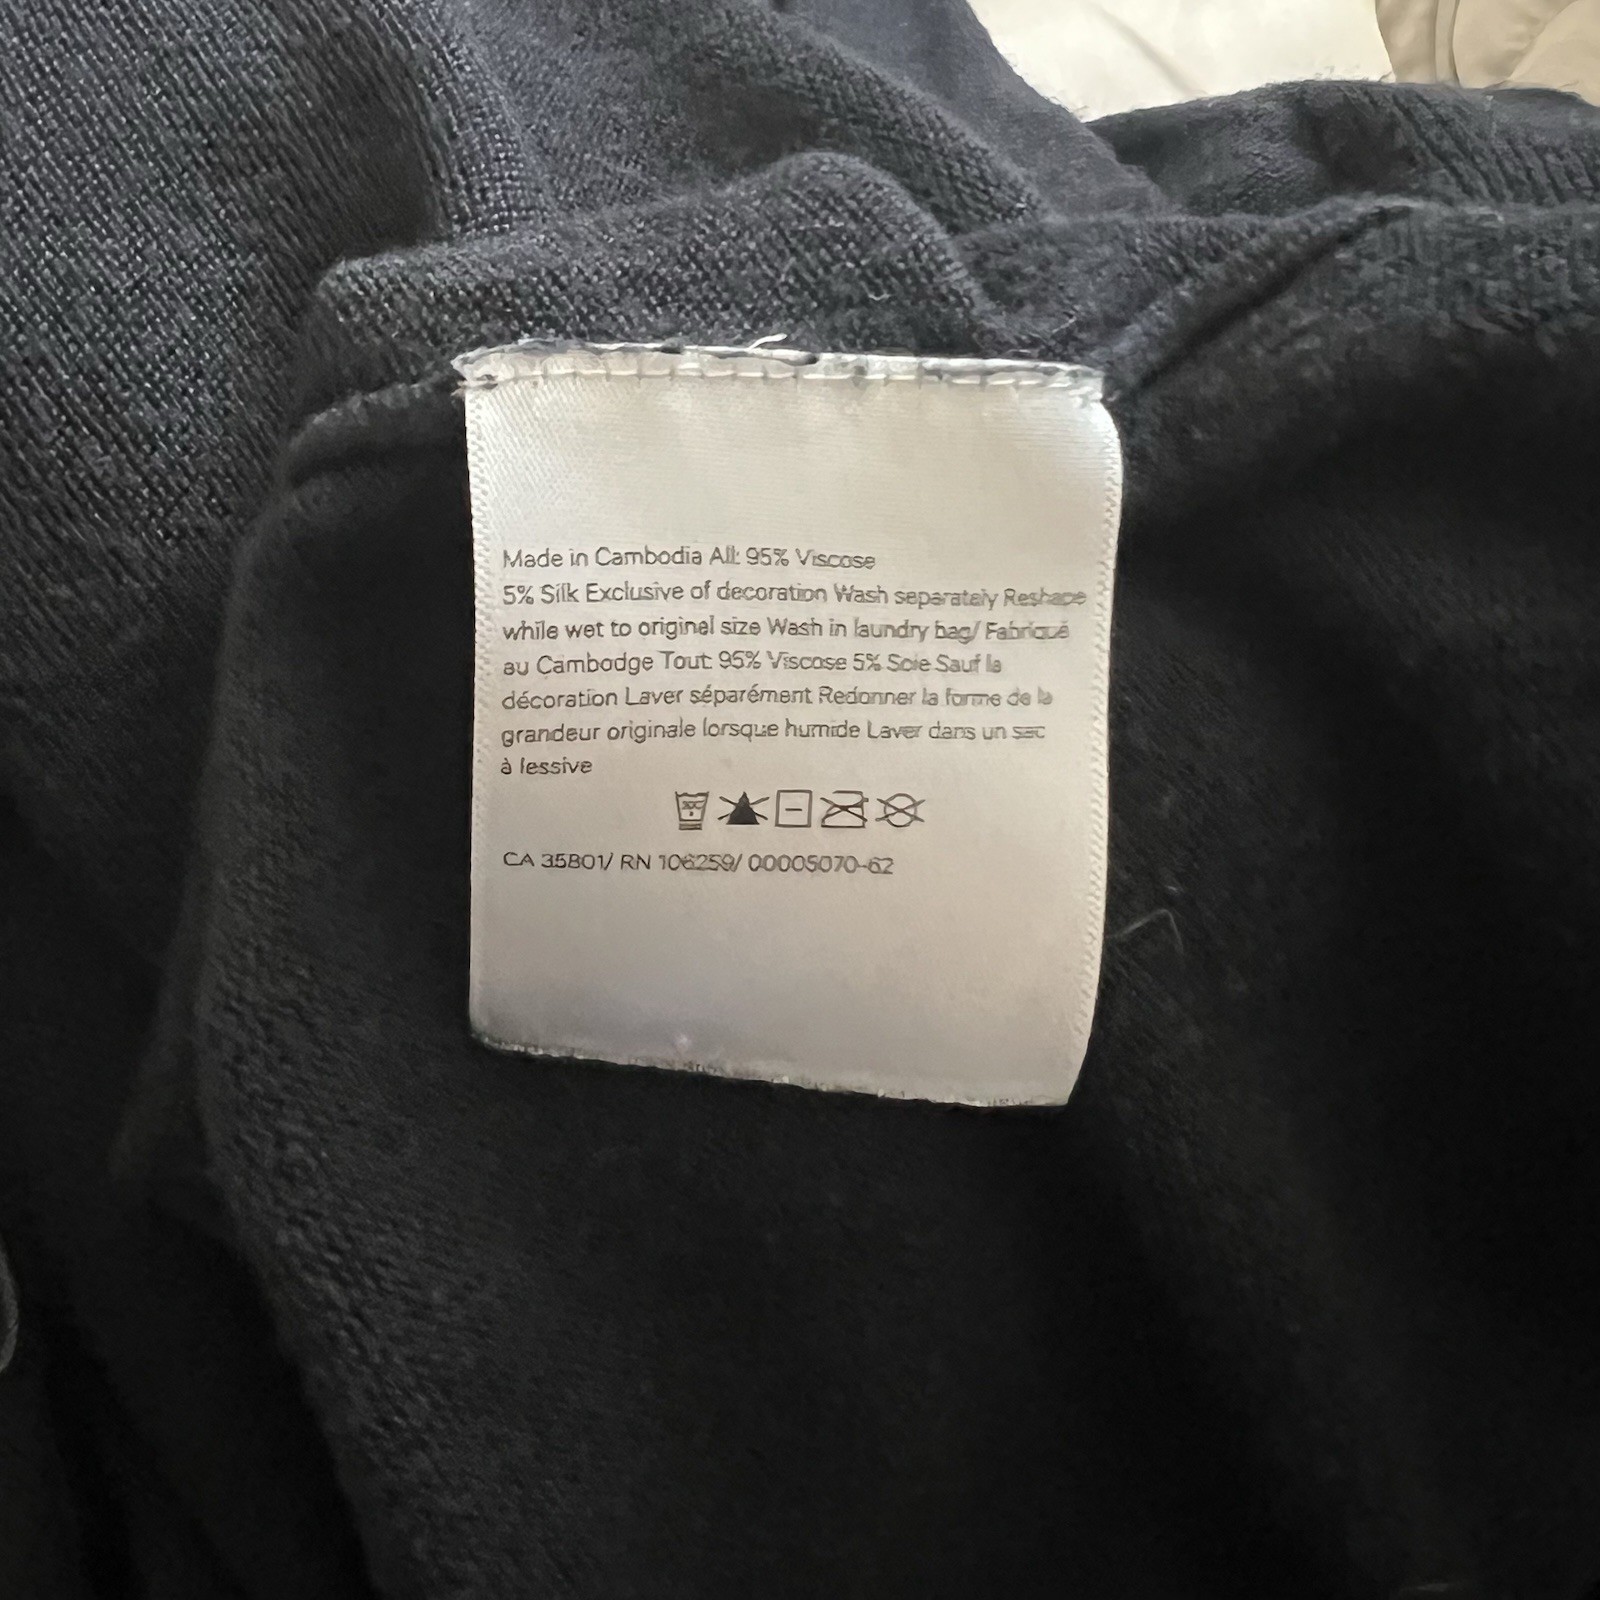 Made in Cambodia All: 95% Viscose
5% Silk Exclusive of decoration Wash separately Reshape
while wet to original size Wash in laundry bag/ Fabriqué
au Cambodge Tout: 95% Viscose 5% Soie Sauf la
décoration Laver séparément Redonner la forme de la
grandeur originale lorsque humide Laver dans un sac
à lessive
30C
CA 35801/ RN 106259/ 00005070-62